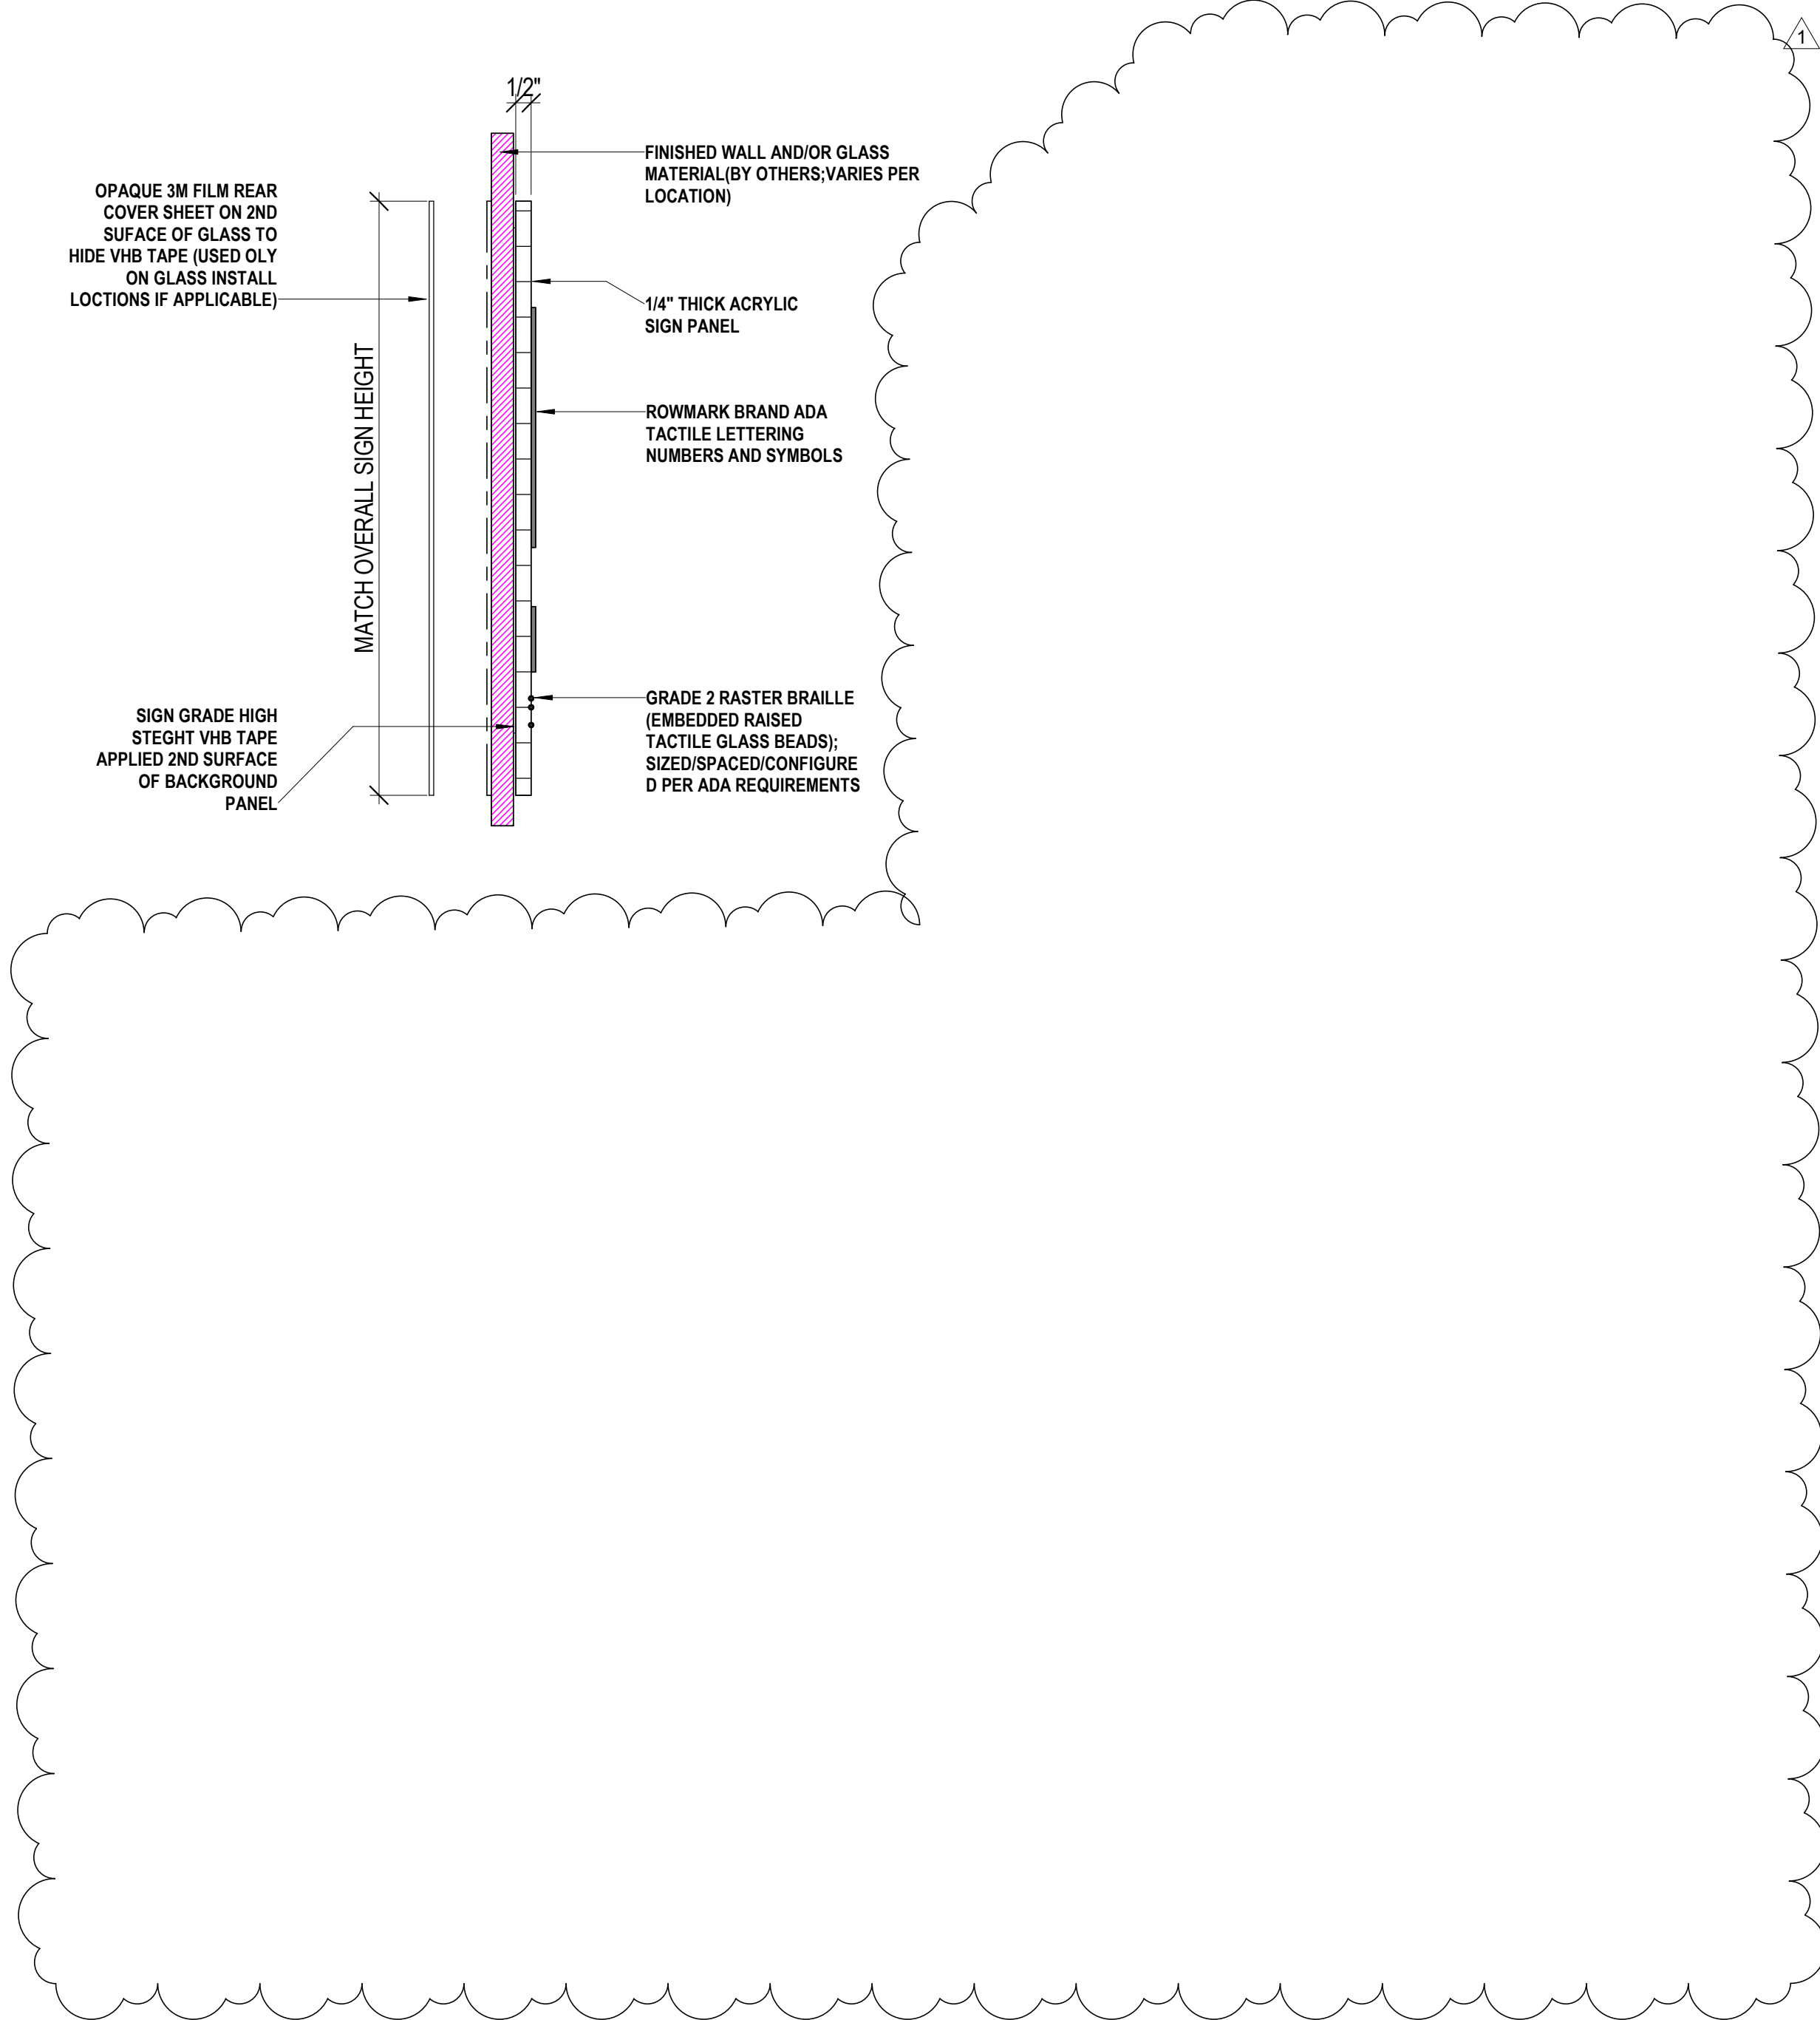 1
1/2"
FINISHED WALL AND/OR GLASS
MATERIAL(BY OTHERS;VARIES PER
LOCATION)
OPAQUE 3M FILM REAR
COVER SHEET ON 2ND
SUFACE OF GLASS TO
HIDE VHB TAPE (USED OLY
ON GLASS INSTALL
LOCTIONS IF APPLICABLE)
1/4" THICK ACRYLIC
SIGN PANEL
MATCH OVERALL SIGN HEIGHT
ROWMARK BRAND ADA
TACTILE LETTERING
NUMBERS AND SYMBOLS
SIGN GRADE HIGH
STEGHT VHB TAPE
APPLIED 2ND SURFACE
OF BACKGROUND
PANEL
GRADE 2 RASTER BRAILLE
(EMBEDDED RAISED
TACTILE GLASS BEADS);
SIZED/SPACED/CONFIGURE
D PER ADA REQUIREMENTS